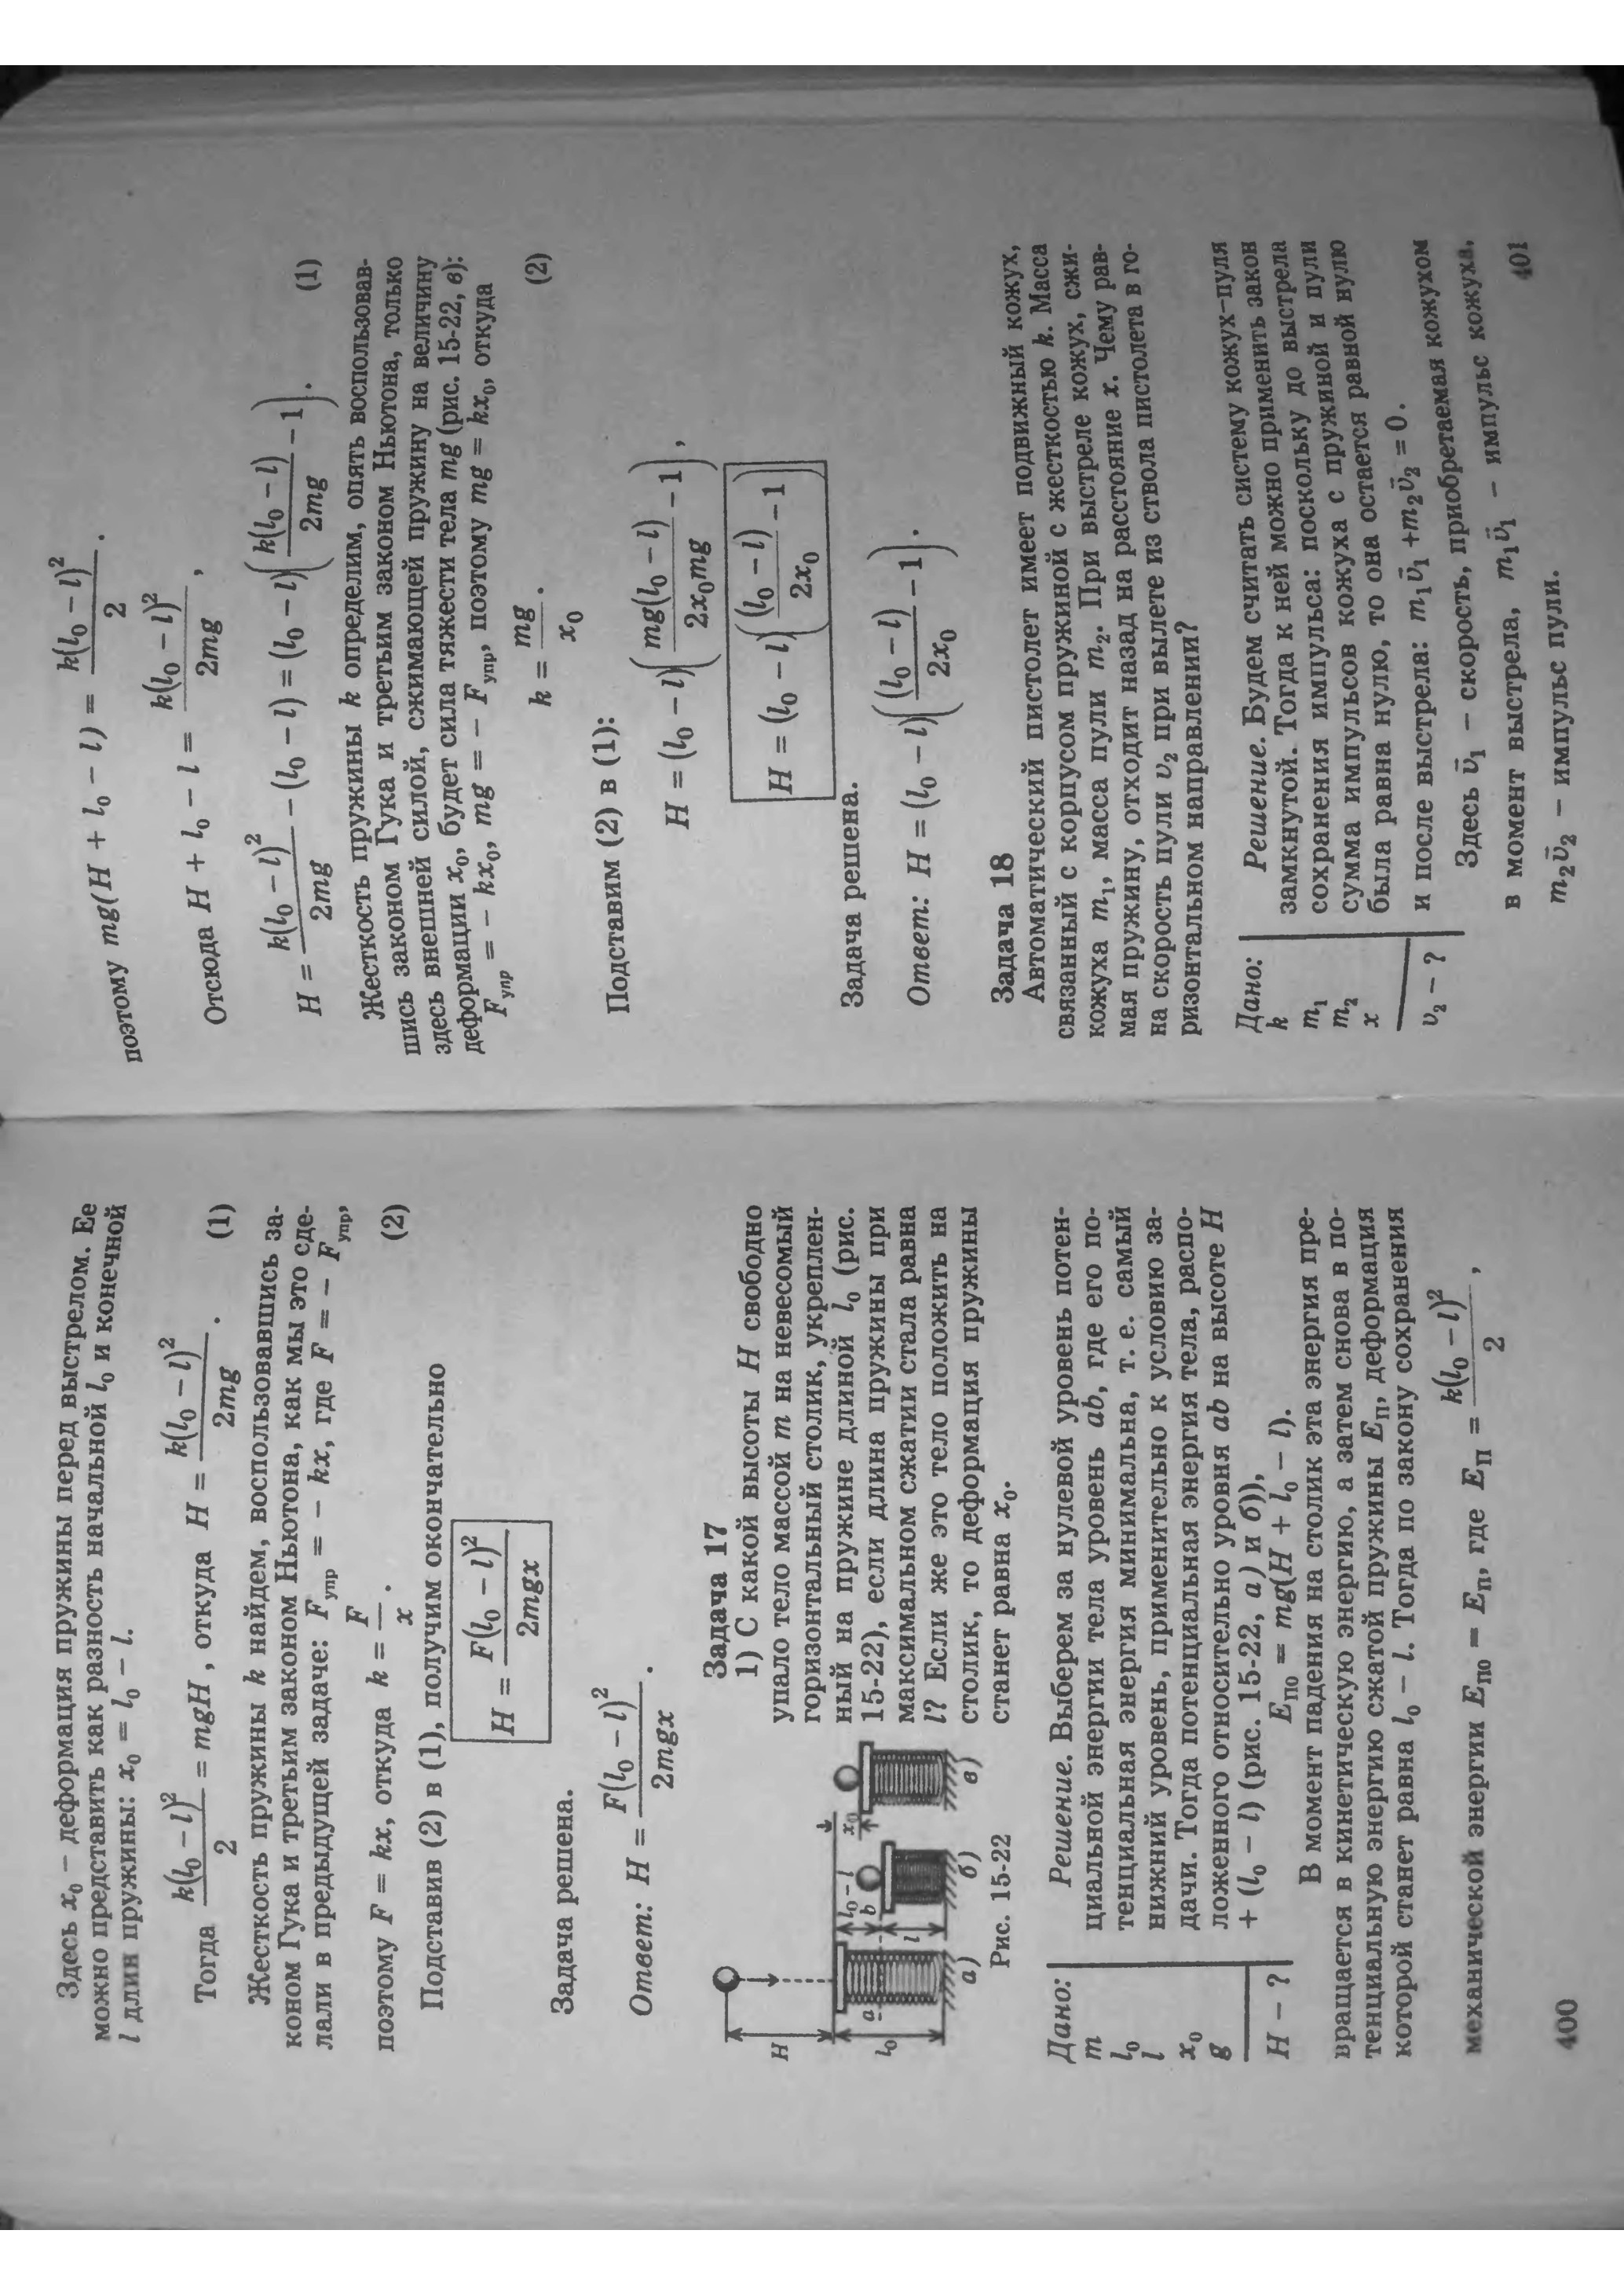 Здесь x₀ – деформация пружины перед выстрелом. Ее
можно представить как разность начальной l₀ и конечной
l длин пружины: x₀ = l₀ – l.
Тогда k(l₀ – l)²/2 = mgH, откуда H = k(l₀ – l)²/2mg. (1)
Жесткость пружины k найдем, воспользовавшись за-
коном Гука и третьим законом Ньютона, как мы это сде-
лали в предыдущей задаче: Fупр = – kx, где F = – Fупр,
поэтому F = kx, откуда k = F/x. (2)
Подставив (2) в (1), получим окончательно
H = F(l₀ – l)²/2mgx
Задача решена.
Ответ: H = F(l₀ – l)²/2mgx.
Задача 17
1) С какой высоты H свободно
упало тело массой m на невесомый
горизонтальный столик, укреплен-
ный на пружине длиной l₀ (рис.
15-22), если длина пружины при
максимальном сжатии стала равна
l? Если же это тело положить на
столик, то деформация пружины
станет равна x₀.
H
l₀
a
l₀ – l
b
l
x₀
а) б) в)
Рис. 15-22
Дано:
m
l₀
l
x₀
g
H – ?
Решение. Выберем за нулевой уровень потен-
циальной энергии тела уровень ab, где его по-
тенциальная энергия минимальна, т. е. самый
нижний уровень, применительно к условию за-
дачи. Тогда потенциальная энергия тела, распо-
ложенного относительно уровня ab на высоте H
+ (l₀ – l) (рис. 15-22, а) и б)),
Eпо = mg(H + l₀ – l).
В момент падения на столик эта энергия пре-
вращается в кинетическую энергию, а затем снова в по-
тенциальную энергию сжатой пружины Eп, деформация
которой станет равна l₀ – l. Тогда по закону сохранения
механической энергии Eпо = Eп, где Eп = k(l₀ – l)²/2,
400
поэтому mg(H + l₀ – l) = k(l₀ – l)²/2.
Отсюда H + l₀ – l = k(l₀ – l)²/2mg,
H = k(l₀ – l)²/2mg – (l₀ – l) = (l₀ – l)(k(l₀ – l)/2mg – 1). (1)
Жесткость пружины k определим, опять воспользовав-
шись законом Гука и третьим законом Ньютона, только
здесь внешней силой, сжимающей пружину на величину
деформации x₀, будет сила тяжести тела mg (рис. 15-22, в):
Fупр = – kx₀, mg = – Fупр, поэтому mg = kx₀, откуда
k = mg/x₀. (2)
Подставим (2) в (1):
H = (l₀ – l)(mg(l₀ – l)/2x₀mg – 1),
H = (l₀ – l)((l₀ – l)/2x₀ – 1)
Задача решена.
Ответ: H = (l₀ – l)((l₀ – l)/2x₀ – 1).
Задача 18
Автоматический пистолет имеет подвижный кожух,
связанный с корпусом пружиной с жесткостью k. Масса
кожуха m₁, масса пули m₂. При выстреле кожух, сжи-
мая пружину, отходит назад на расстояние x. Чему рав-
на скорость пули v₂ при вылете из ствола пистолета в го-
ризонтальном направлении?
Дано:
k
m₁
m₂
x
v₂ – ?
Решение. Будем считать систему кожух–пуля
замкнутой. Тогда к ней можно применить закон
сохранения импульса: поскольку до выстрела
сумма импульсов кожуха с пружиной и пули
была равна нулю, то она остается равной нулю
и после выстрела: m₁v̄₁ + m₂v̄₂ = 0.
Здесь v̄₁ – скорость, приобретаемая кожухом
в момент выстрела, m₁v̄₁ – импульс кожуха,
m₂v̄₂ – импульс пули.
401